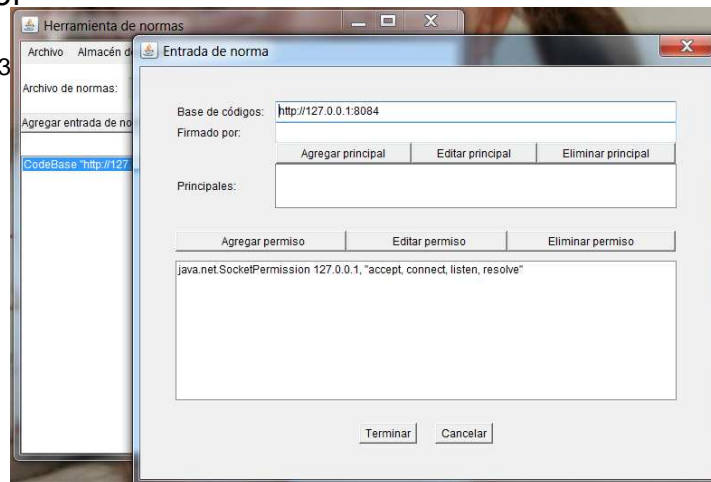 Herramienta de normas
Archivo Almacén d
3
Archivo de normas:
Agregar entrada de no
CodeBase "http://127
Entrada de norma
Base de códigos: http://127.0.0.1:8084
Firmado por:
Agregar principal Editar principal Eliminar principal
Principales:
Agregar permiso Editar permiso Eliminar permiso
java.net.SocketPermission 127.0.0.1, "accept, connect, listen, resolve"
Terminar Cancelar